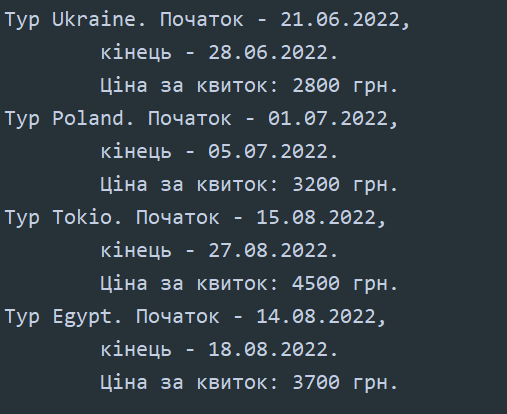 Тур Ukraine. Початок - 21.06.2022,
кінець - 28.06.2022.
Ціна за квиток: 2800 грн.
Тур Poland. Початок - 01.07.2022,
кінець - 05.07.2022.
Ціна за квиток: 3200 грн.
Тур Tokio. Початок - 15.08.2022,
кінець - 27.08.2022.
Ціна за квиток: 4500 грн.
Тур Egypt. Початок - 14.08.2022,
кінець - 18.08.2022.
Ціна за квиток: 3700 грн.